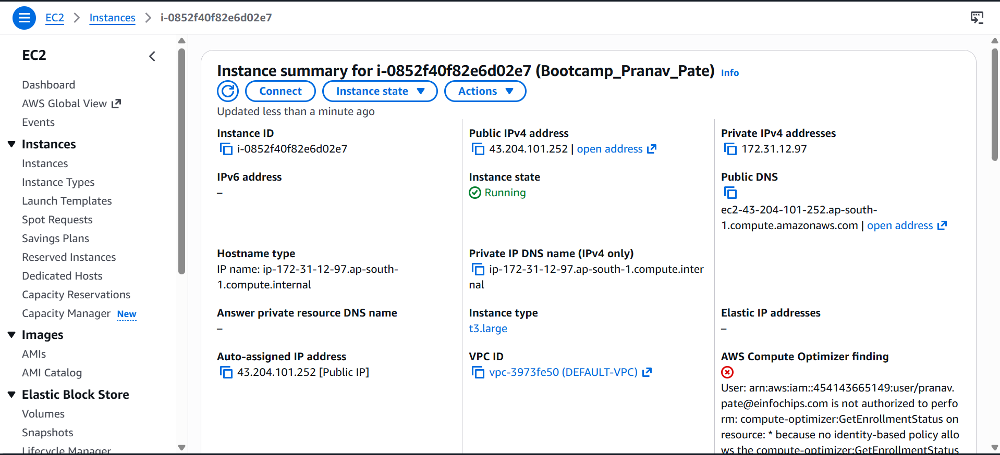 EC2 > Instances > i-0852f40f82e6d02e7
EC2
Dashboard
AWS Global View
Events
Instances
Instances
Instance Types
Launch Templates
Spot Requests
Savings Plans
Reserved Instances
Dedicated Hosts
Capacity Reservations
Capacity Manager New
Images
AMIs
AMI Catalog
Elastic Block Store
Volumes
Snapshots
Lifecycle Manager
Instance summary for i-0852f40f82e6d02e7 (Bootcamp_Pranav_Pate) Info
Connect Instance state Actions
Updated less than a minute ago
Instance ID
i-0852f40f82e6d02e7
Public IPv4 address
43.204.101.252 | open address
Private IPv4 addresses
172.31.12.97
IPv6 address
–
Instance state
Running
Public DNS
ec2-43-204-101-252.ap-south-
1.compute.amazonaws.com | open address
Hostname type
IP name: ip-172-31-12-97.ap-south-
1.compute.internal
Private IP DNS name (IPv4 only)
ip-172-31-12-97.ap-south-1.compute.inter
nal
Answer private resource DNS name
–
Instance type
t3.large
Elastic IP addresses
–
Auto-assigned IP address
43.204.101.252 [Public IP]
VPC ID
vpc-3973fe50 (DEFAULT-VPC)
AWS Compute Optimizer finding
User: arn:aws:iam::454143665149:user/pranav.
pate@einfochips.com is not authorized to perfo
rm: compute-optimizer:GetEnrollmentStatus on
resource: * because no identity-based policy allo
ws the compute-optimizer:GetEnrollmentStatus